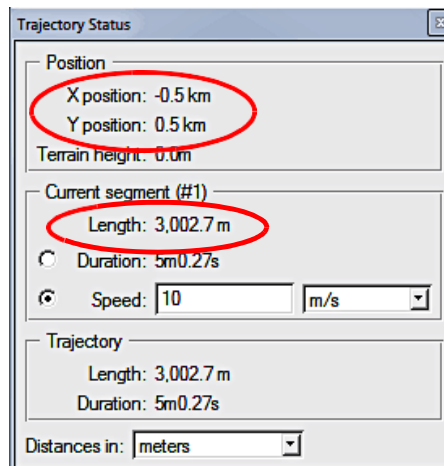 Trajectory Status
Position
X position: -0.5 km
Y position: 0.5 km
Terrain height: 0.0m
Current segment (#1)
Length: 3,002.7 m
Duration: 5m0.27s
Speed: 10 m/s
Trajectory
Length: 3,002.7 m
Duration: 5m0.27s
Distances in: meters